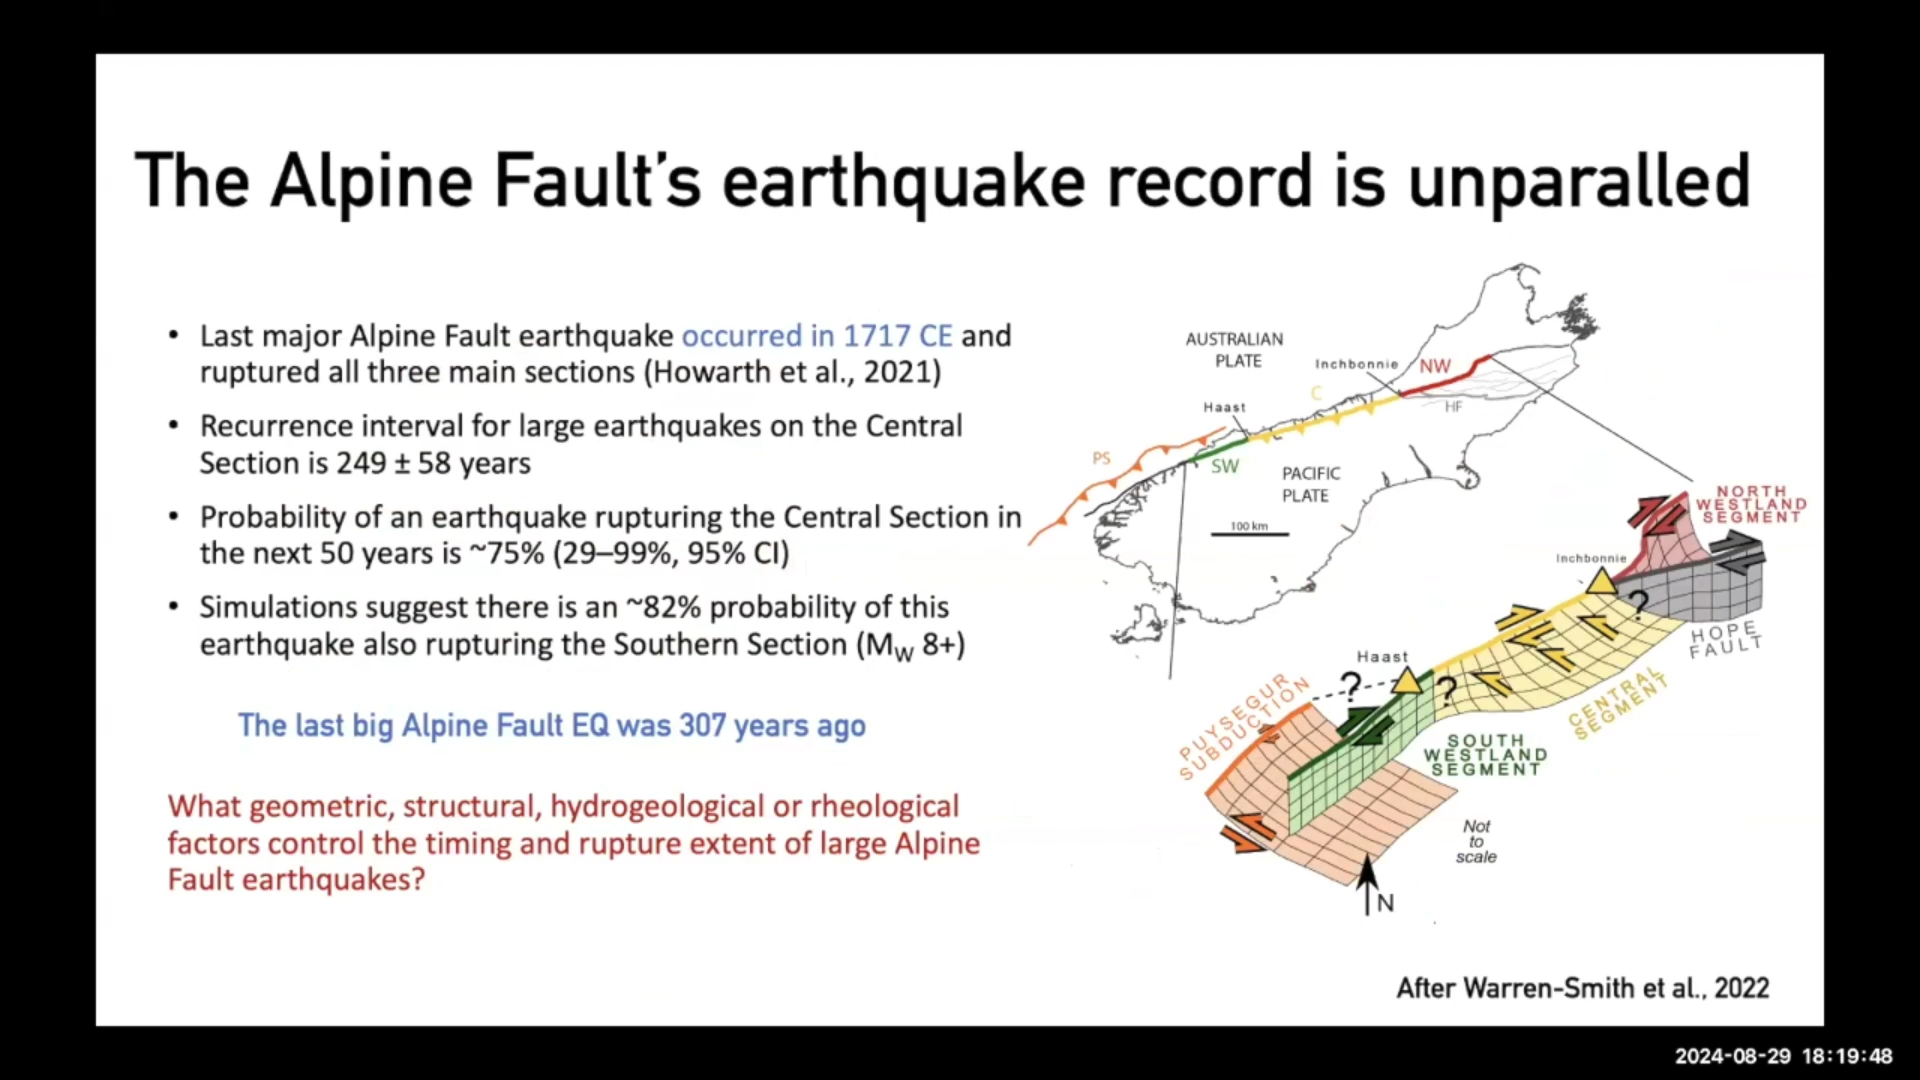 The Alpine Fault's earthquake record is unparalled
• Last major Alpine Fault earthquake occurred in 1717 CE and
ruptured all three main sections (Howarth et al., 2021)
• Recurrence interval for large earthquakes on the Central
Section is 249 ± 58 years
• Probability of an earthquake rupturing the Central Section in
the next 50 years is ~75% (29–99%, 95% CI)
• Simulations suggest there is an ~82% probability of this
earthquake also rupturing the Southern Section (MW 8+)
The last big Alpine Fault EQ was 307 years ago
What geometric, structural, hydrogeological or rheological
factors control the timing and rupture extent of large Alpine
Fault earthquakes?
AUSTRALIAN
PLATE
Inchbonnie
NW
C
HF
Haast
PS
SW
PACIFIC
PLATE
100 km
NORTH
WESTLAND
SEGMENT
Inchbonnie
?
HOPE
FAULT
Haast
?
?
CENTRAL
SEGMENT
PUYSEGUR
SUBDUCTION
SOUTH
WESTLAND
SEGMENT
Not
to
scale
N
After Warren-Smith et al., 2022
2024-08-29 18:19:48